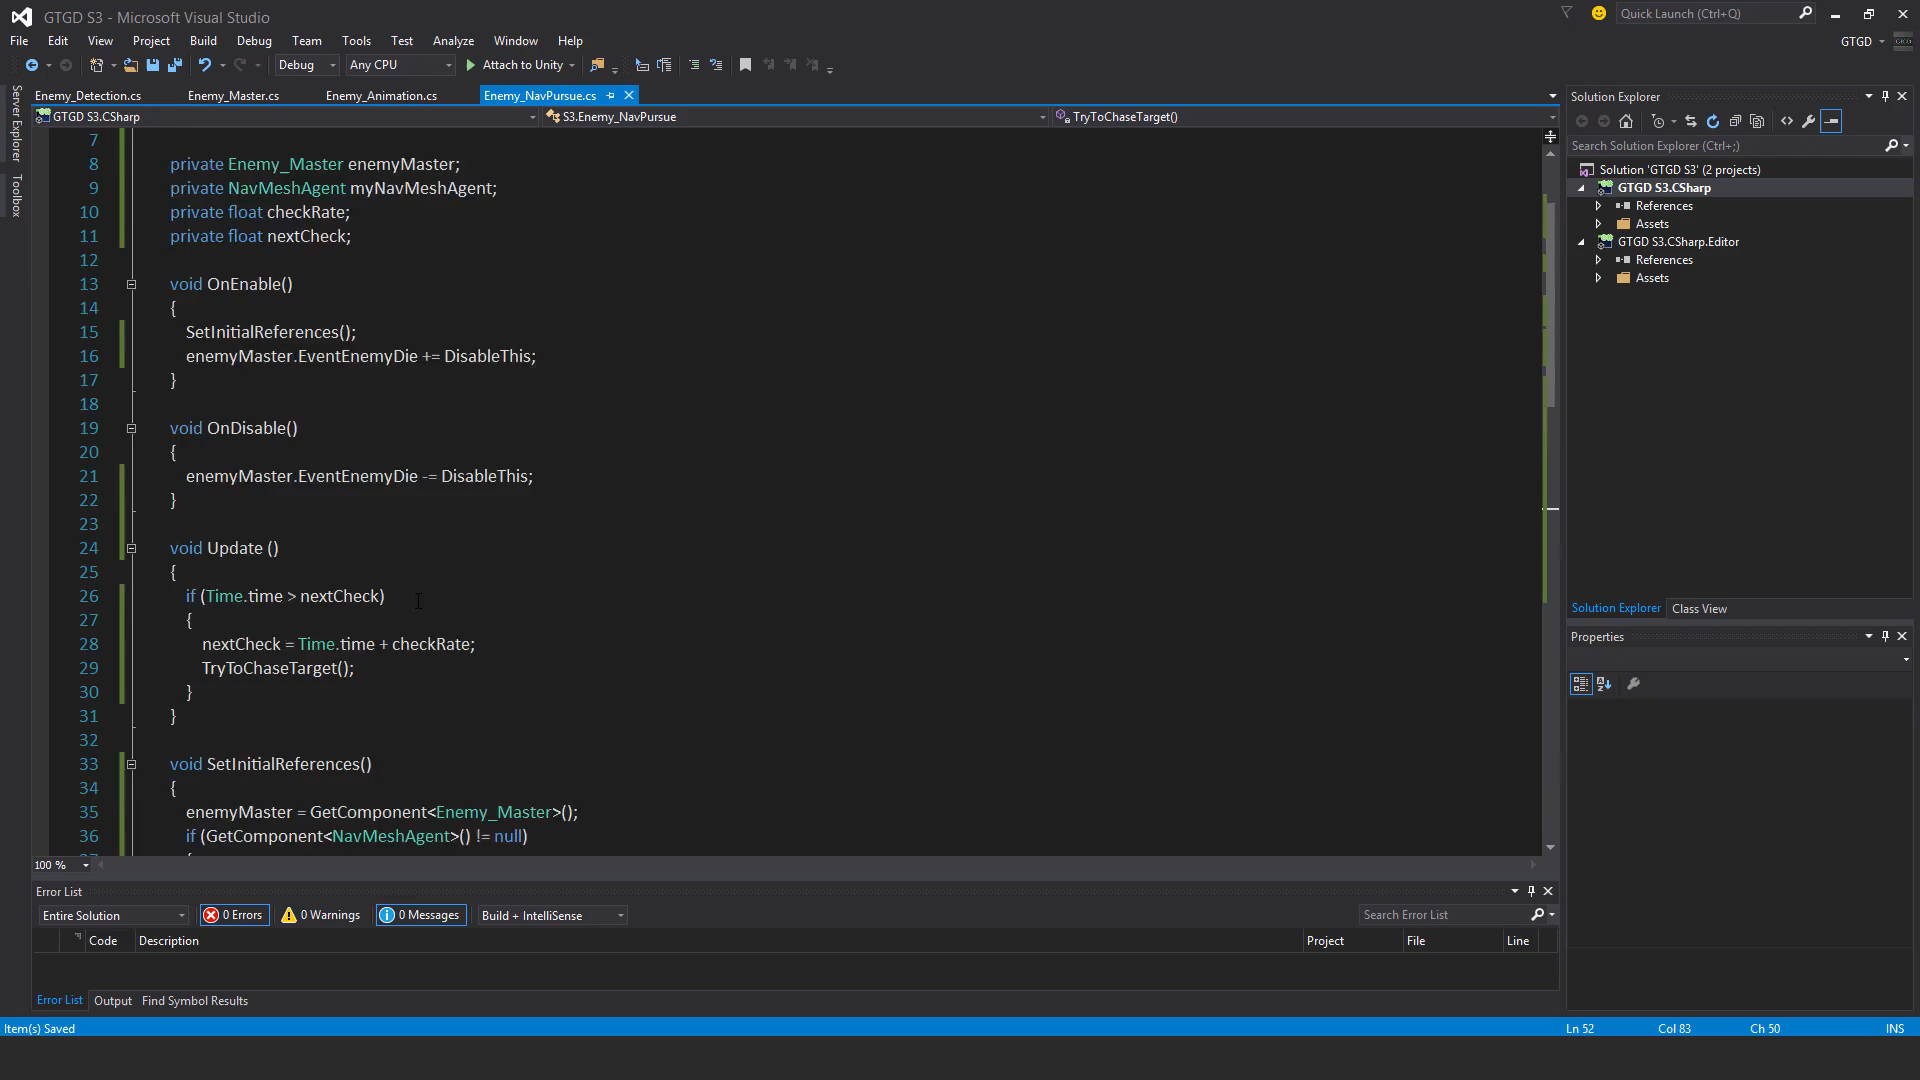 GTGD S3 - Microsoft Visual Studio
Quick Launch (Ctrl+Q)
File Edit View Project Build Debug Team Tools Test Analyze Window Help
GTGD
Debug Any CPU Attach to Unity
Server Explorer
Toolbox
Enemy_Detection.cs Enemy_Master.cs Enemy_Animation.cs Enemy_NavPursue.cs
GTGD S3.CSharp S3.Enemy_NavPursue TryToChaseTarget()
7
8 private Enemy_Master enemyMaster;
9 private NavMeshAgent myNavMeshAgent;
10 private float checkRate;
11 private float nextCheck;
12
13 void OnEnable()
14 {
15 SetInitialReferences();
16 enemyMaster.EventEnemyDie += DisableThis;
17 }
18
19 void OnDisable()
20 {
21 enemyMaster.EventEnemyDie -= DisableThis;
22 }
23
24 void Update ()
25 {
26 if (Time.time > nextCheck)
27 {
28 nextCheck = Time.time + checkRate;
29 TryToChaseTarget();
30 }
31 }
32
33 void SetInitialReferences()
34 {
35 enemyMaster = GetComponent<Enemy_Master>();
36 if (GetComponent<NavMeshAgent>() != null)
100 %
Solution Explorer
Search Solution Explorer (Ctrl+;)
Solution 'GTGD S3' (2 projects)
GTGD S3.CSharp
References
Assets
GTGD S3.CSharp.Editor
References
Assets
Solution Explorer Class View
Properties
Error List
Entire Solution 0 Errors 0 Warnings 0 Messages Build + IntelliSense Search Error List
Code Description Project File Line
Error List Output Find Symbol Results
Item(s) Saved Ln 52 Col 83 Ch 50 INS